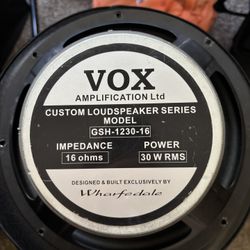 VOX
AMPLIFICATION Ltd
CUSTOM LOUDSPEAKER SERIES
MODEL
GSH-1230-16
IMPEDANCE POWER
16 ohms 30 W RMS
DESIGNED & BUILT EXCLUSIVELY BY
Wharfedale